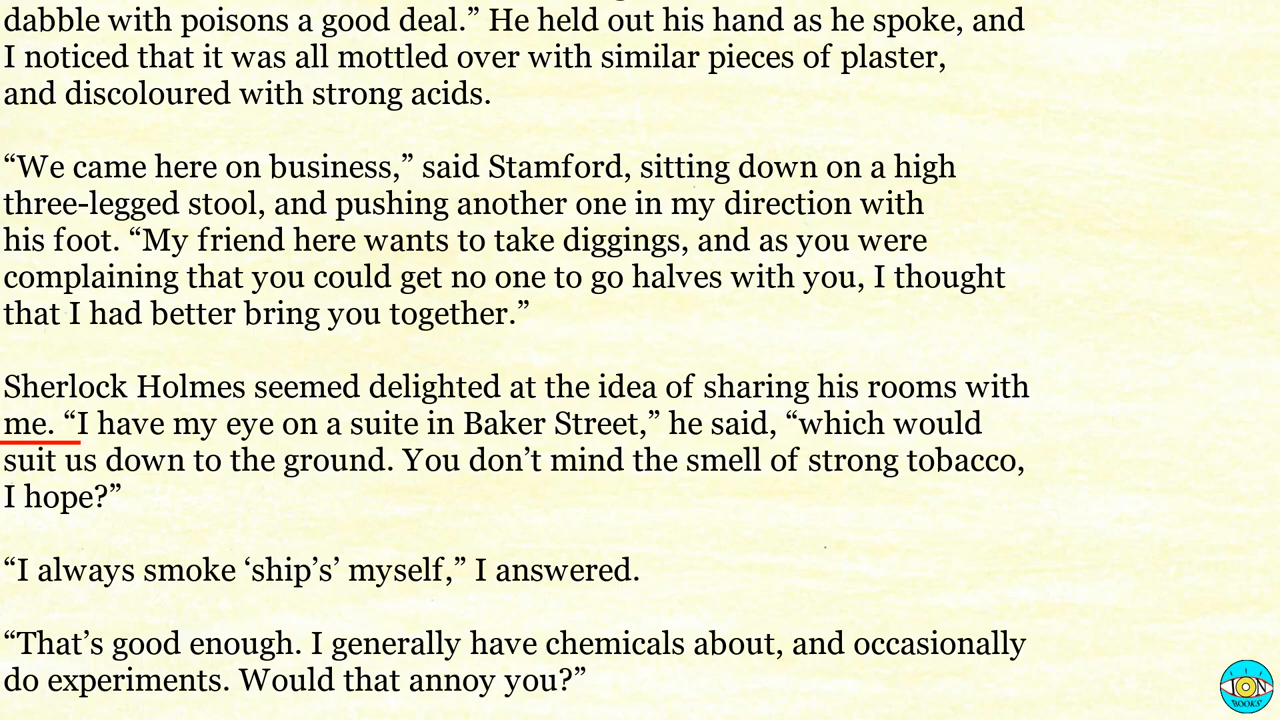 dabble with poisons a good deal.” He held out his hand as he spoke, and
I noticed that it was all mottled over with similar pieces of plaster,
and discoloured with strong acids.
“We came here on business,” said Stamford, sitting down on a high
three-legged stool, and pushing another one in my direction with
his foot. “My friend here wants to take diggings, and as you were
complaining that you could get no one to go halves with you, I thought
that I had better bring you together.”
Sherlock Holmes seemed delighted at the idea of sharing his rooms with
me. “I have my eye on a suite in Baker Street,” he said, “which would
suit us down to the ground. You don’t mind the smell of strong tobacco,
I hope?”
“I always smoke ‘ship’s’ myself,” I answered.
“That’s good enough. I generally have chemicals about, and occasionally
do experiments. Would that annoy you?”
ION
BOOKS